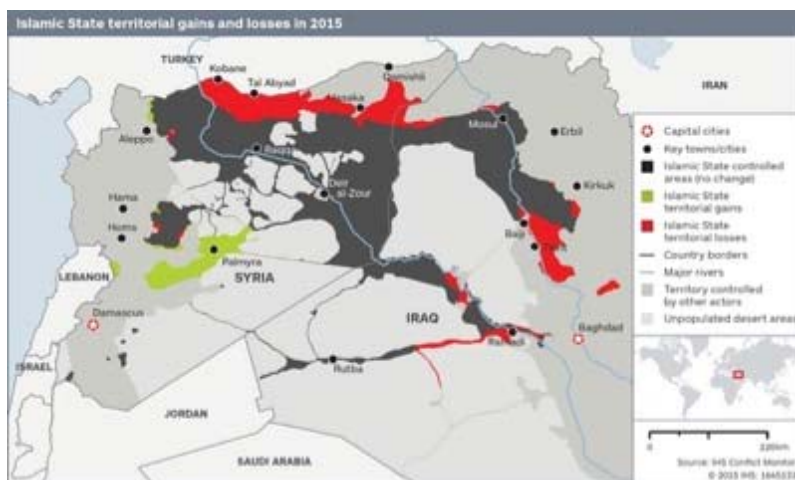 Islamic State territorial gains and losses in 2015
TURKEY
Kobane
Tal Abyad
Qamishli
Hasaka
IRAN
Mosul
Erbil
Aleppo
Raqqa
Kirkuk
Deir
al-Zour
Hama
Homs
Baiji
Tikrit
Palmyra
LEBANON
SYRIA
Damascus
IRAQ
Baghdad
Ramadi
ISRAEL
Rutba
JORDAN
SAUDI ARABIA
Capital cities
Key towns/cities
Islamic State controlled
areas (no change)
Islamic State
territorial gains
Islamic State
territorial losses
Country borders
Major rivers
Territory controlled
by other actors
Unpopulated desert areas
0
220km
Source: IHS Conflict Monitor
© 2015 IHS: